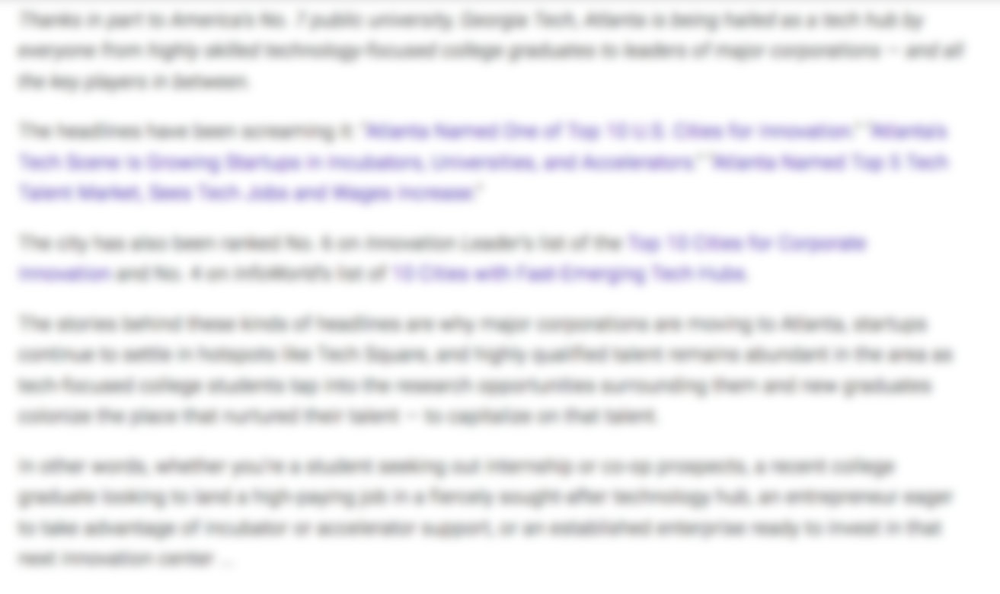 Thanks in part to America's No. 7 public university, Georgia Tech, Atlanta is being hailed as a tech hub by
everyone from highly skilled technology-focused college graduates to leaders of major corporations — and all
the key players in between.
The headlines have been screaming it: "Atlanta Named One of Top 10 U.S. Cities for Innovation." "Atlanta's
Tech Scene is Growing Startups in Incubators, Universities, and Accelerators." "Atlanta Named Top 5 Tech
Talent Market, Sees Tech Jobs and Wages Increase."
The city has also been ranked No. 6 on Innovation Leader's list of the Top 10 Cities for Corporate
Innovation and No. 4 on InfoWorld's list of 10 Cities with Fast-Emerging Tech Hubs.
The stories behind these kinds of headlines are why major corporations are moving to Atlanta, startups
continue to settle in hotspots like Tech Square, and highly qualified talent remains abundant in the area as
tech-focused college students tap into the research opportunities surrounding them and new graduates
colonize the place that nurtured their talent — to capitalize on that talent.
In other words, whether you're a student seeking out internship or co-op prospects, a recent college
graduate looking to land a high-paying job in a fiercely sought-after technology hub, an entrepreneur eager
to take advantage of incubator or accelerator support, or an established enterprise ready to invest in that
next innovation center ...